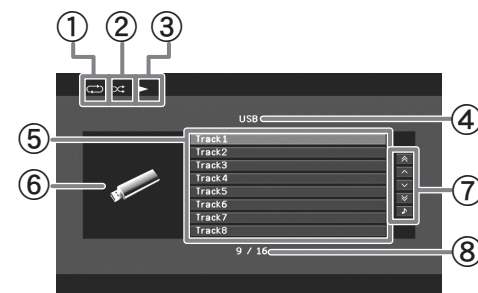 ① ② ③
USB
④
⑤
Track1
Track2
Track3
Track4
Track5
Track6
Track7
Track8
⑥
⑦
9 / 16
⑧